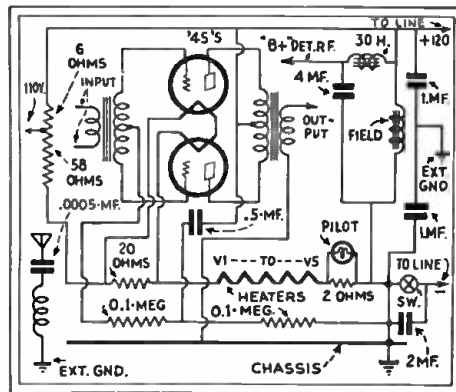 TO LINE
+120
'45'S
"B+" DET. R.F.
30 H.
6
OHMS
INPUT
110V.
4 MF.
1.MF.
OUT-
PUT
FIELD
58
OHMS
EXT.
GND
.0005-MF.
.5-MF.
1.MF.
PILOT
20
OHMS
V1 --- TO --- V5
TO LINE
HEATERS
2 OHMS
SW.
0.1-MEG
0.1-MEG.
2 MF.
EXT. GND.
CHASSIS